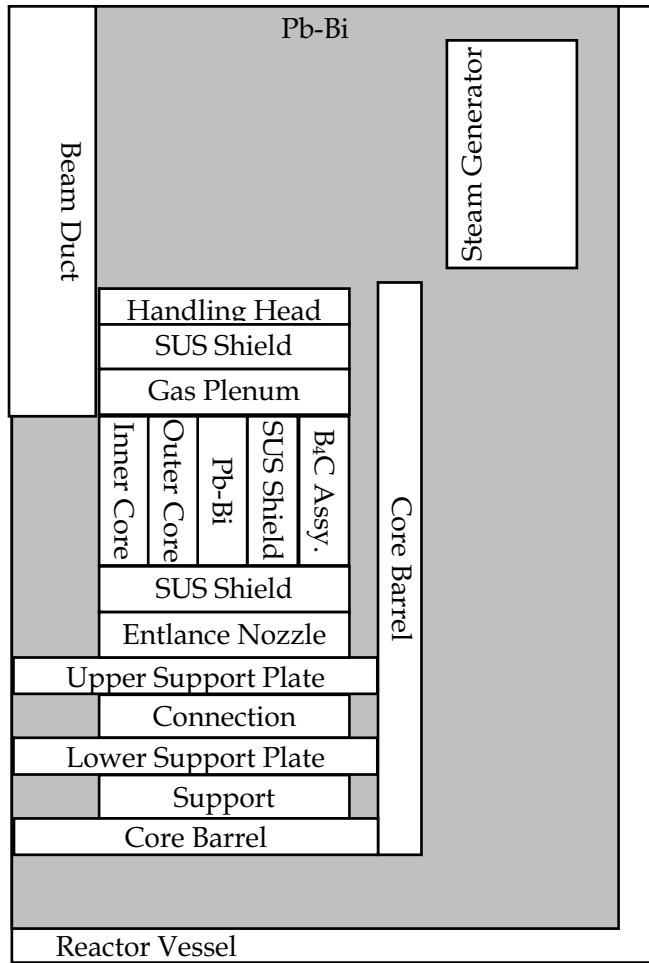 Pb-Bi
Steam Generator
Beam Duct
Handling Head
SUS Shield
Gas Plenum
Inner Core
Outer Core
Pb-Bi
SUS Shield
B₄C Assy.
Core Barrel
SUS Shield
Entlance Nozzle
Upper Support Plate
Connection
Lower Support Plate
Support
Core Barrel
Reactor Vessel